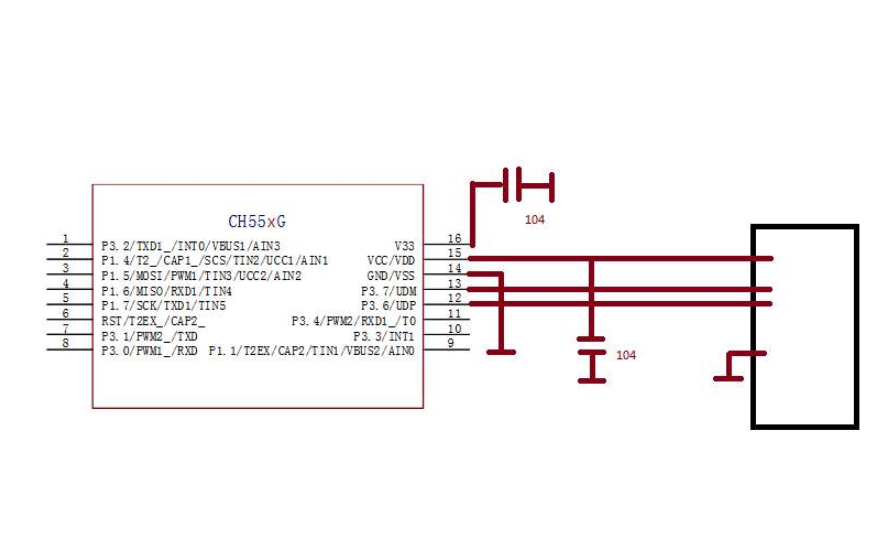 104
CH55xG
1 P3.2/TXD1_/INT0/VBUS1/AIN3 V33 16
2 P1.4/T2_/CAP1_/SCS/TIN2/UCC1/AIN1 VCC/VDD 15
3 P1.5/MOSI/PWM1/TIN3/UCC2/AIN2 GND/VSS 14
4 P1.6/MISO/RXD1/TIN4 P3.7/UDM 13
5 P1.7/SCK/TXD1/TIN5 P3.6/UDP 12
6 RST/T2EX_/CAP2_ P3.4/PWM2/RXD1_/T0 11
7 P3.1/PWM2_/TXD P3.3/INT1 10
8 P3.0/PWM1_/RXD P1.1/T2EX/CAP2/TIN1/VBUS2/AIN0 9
104